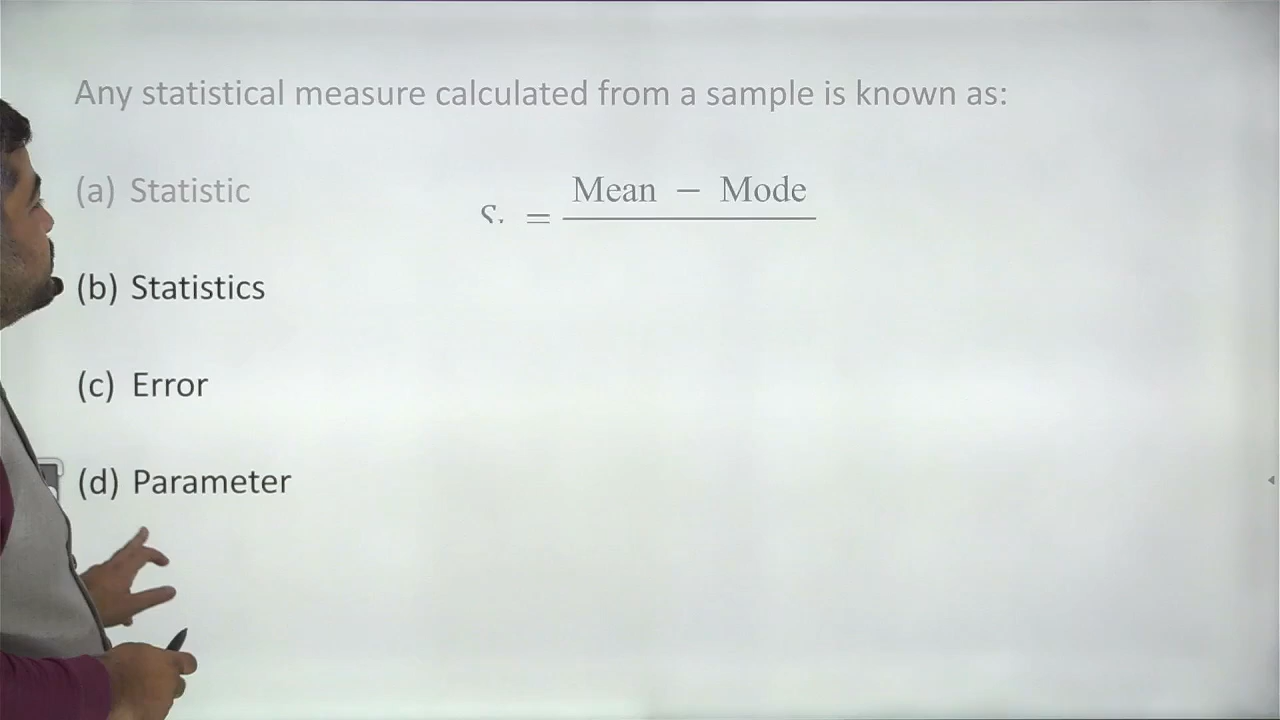 Any statistical measure calculated from a sample is known as:
(a) Statistic
Mean − Mode
=
(b) Statistics
(c) Error
(d) Parameter